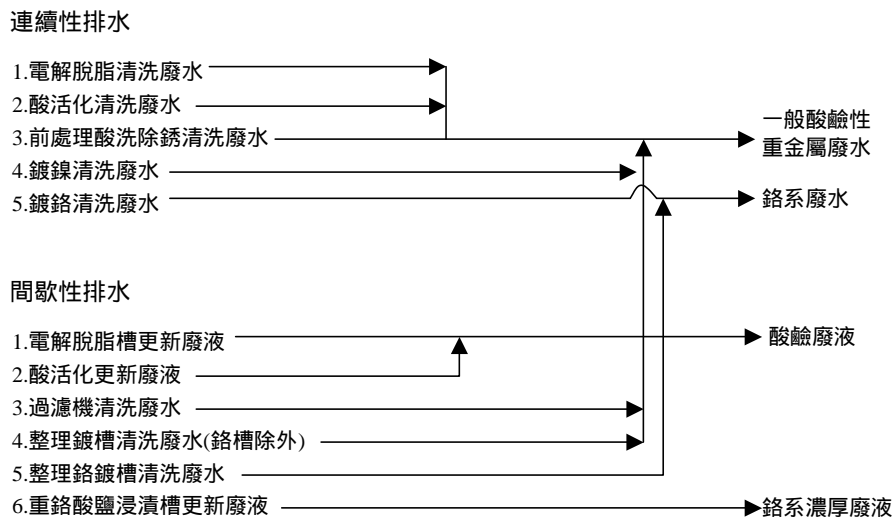 連續性排水
1.電解脫脂清洗廢水
2.酸活化清洗廢水
3.前處理酸洗除銹清洗廢水
4.鍍鎳清洗廢水
5.鍍鉻清洗廢水
一般酸鹼性
重金屬廢水
鉻系廢水
間歇性排水
1.電解脫脂槽更新廢液
2.酸活化更新廢液
3.過濾機清洗廢水
4.整理鍍槽清洗廢水(鉻槽除外)
5.整理鉻鍍槽清洗廢水
6.重鉻酸鹽浸漬槽更新廢液
酸鹼廢液
鉻系濃厚廢液